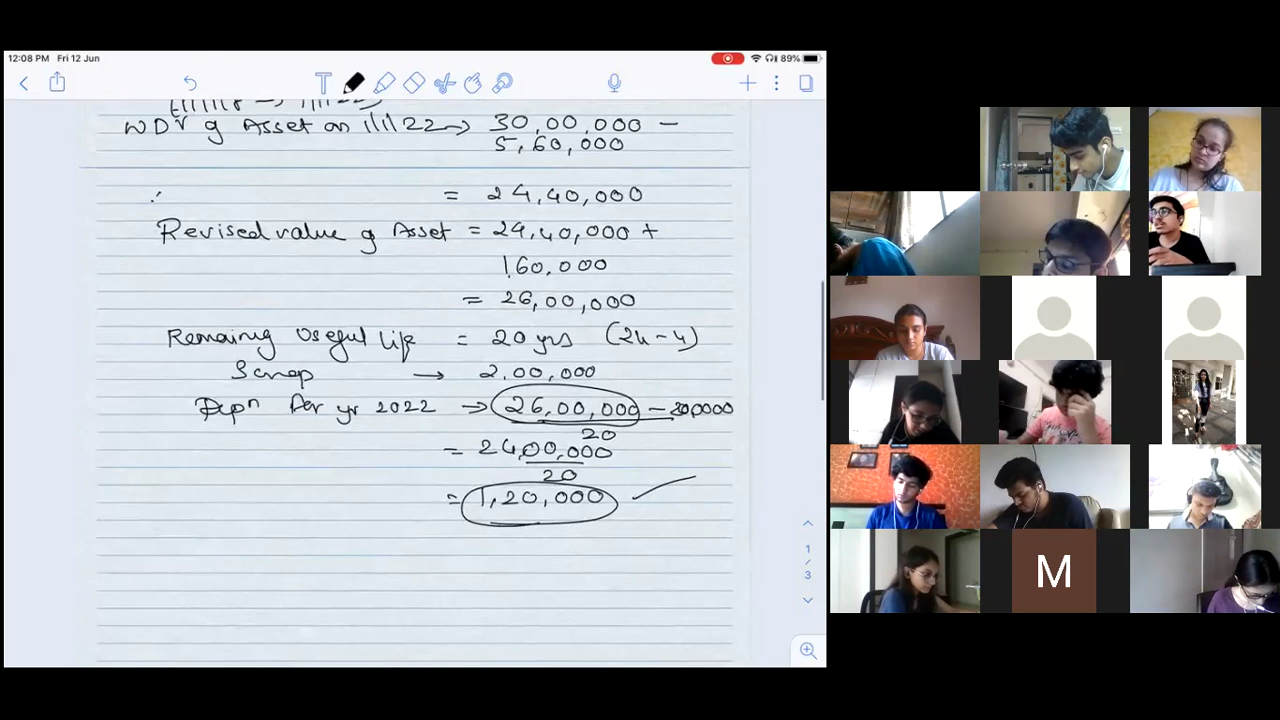 12:08 PM Fri 12 Jun
89%
T
WDV of Asset on 1/1/22 → 30,00,000 -
5,60,000
= 24,40,000
Revised value of Asset = 24,40,000 +
1,60,000
= 26,00,000
Remaining Useful life = 20 yrs (24-4)
Scrap → 2,00,000
Depn for yr 2022 → 26,00,000 - 200000
20
= 24,00,000
20
= 1,20,000
1
3
M